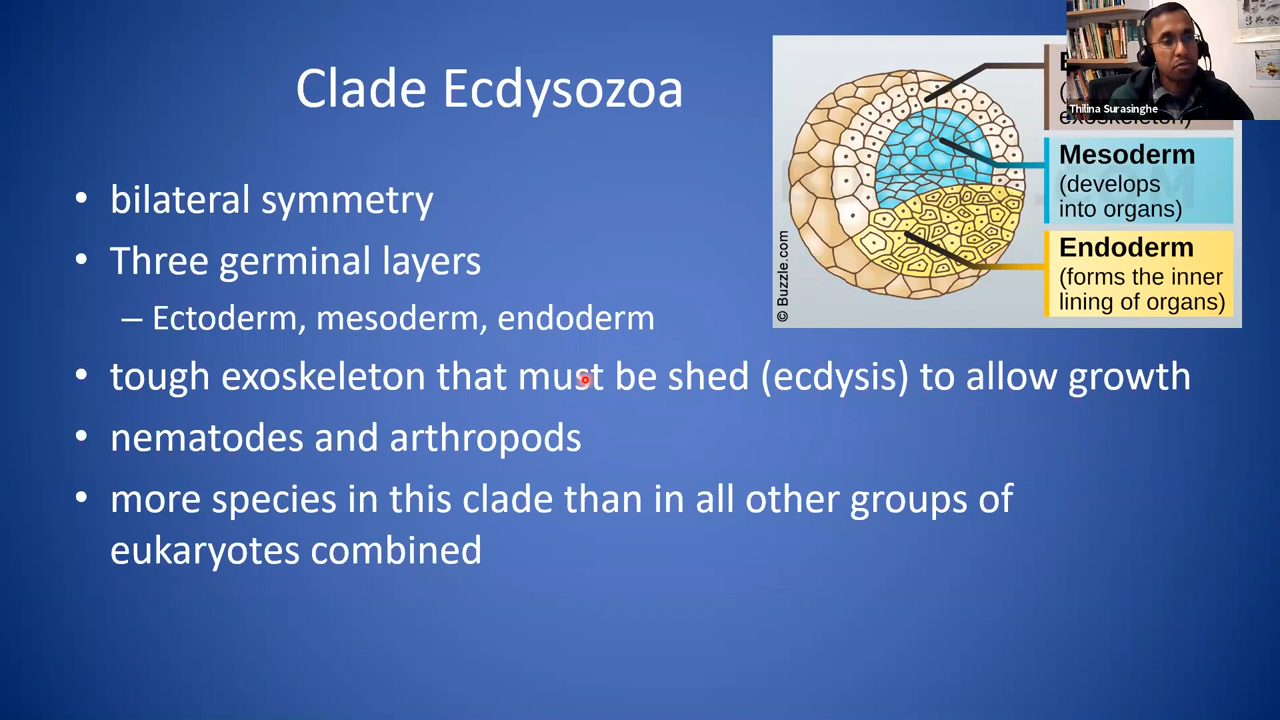 Clade Ecdysozoa
• bilateral symmetry
• Three germinal layers
– Ectoderm, mesoderm, endoderm
• tough exoskeleton that must be shed (ecdysis) to allow growth
• nematodes and arthropods
• more species in this clade than in all other groups of
eukaryotes combined
exoskeleton)
Mesoderm
(develops
into organs)
Endoderm
(forms the inner
lining of organs)
© Buzzle.com
Thilina Surasinghe